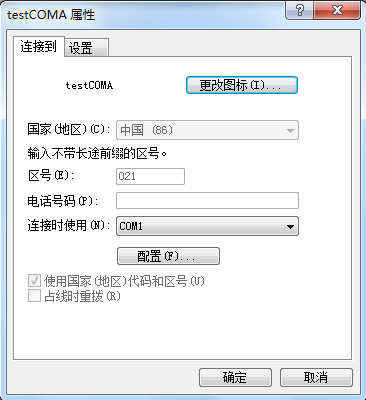 testCOMA 属性
连接到 设置
testCOMA 更改图标(I)...
国家(地区)(C): 中国 (86)
输入不带长途前缀的区号。
区号(E): 021
电话号码(P):
连接时使用(N): COM1
配置(F)...
使用国家(地区)代码和区号(U)
占线时重拨(R)
确定 取消